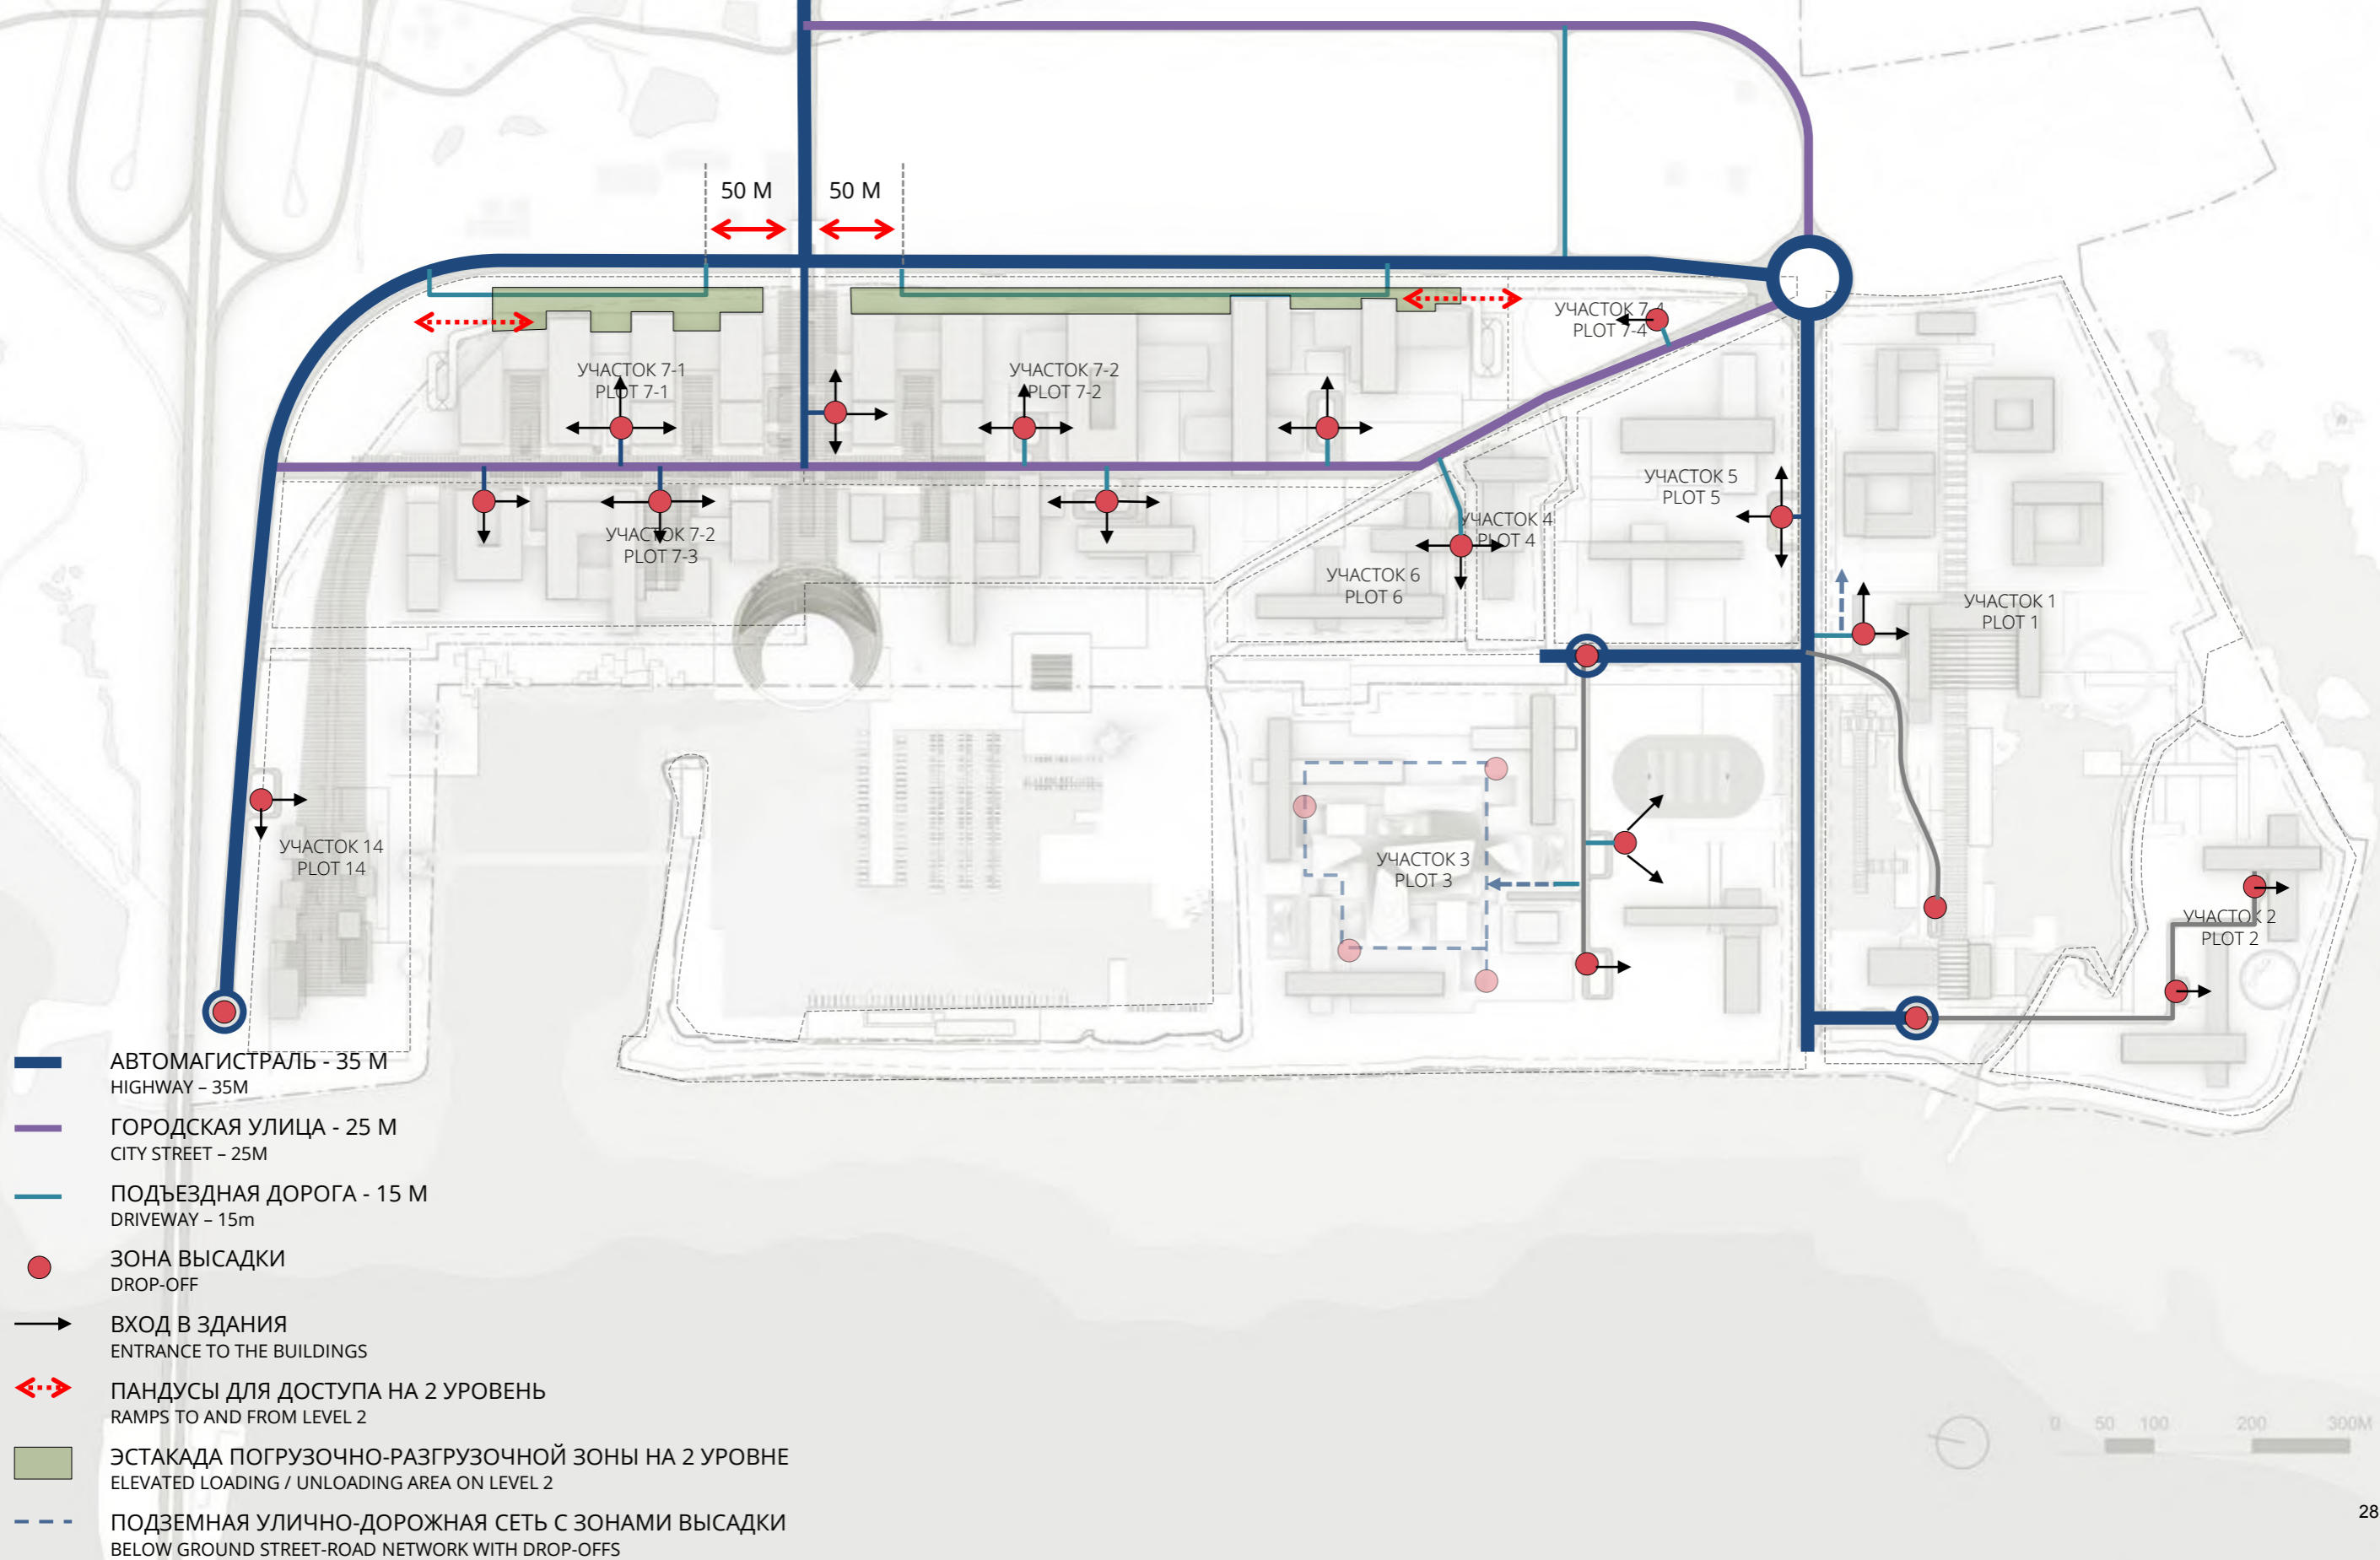 50 М
50 М
УЧАСТОК 7-4
PLOT 7-4
УЧАСТОК 7-1
PLOT 7-1
УЧАСТОК 7-2
PLOT 7-2
УЧАСТОК 5
PLOT 5
УЧАСТОК 7-2
PLOT 7-3
УЧАСТОК 4
PLOT 4
УЧАСТОК 6
PLOT 6
УЧАСТОК 1
PLOT 1
УЧАСТОК 14
PLOT 14
УЧАСТОК 3
PLOT 3
УЧАСТОК 2
PLOT 2
АВТОМАГИСТРАЛЬ - 35 М
HIGHWAY – 35M
ГОРОДСКАЯ УЛИЦА - 25 М
CITY STREET – 25M
ПОДЪЕЗДНАЯ ДОРОГА - 15 М
DRIVEWAY – 15m
ЗОНА ВЫСАДКИ
DROP-OFF
ВХОД В ЗДАНИЯ
ENTRANCE TO THE BUILDINGS
ПАНДУСЫ ДЛЯ ДОСТУПА НА 2 УРОВЕНЬ
RAMPS TO AND FROM LEVEL 2
ЭСТАКАДА ПОГРУЗОЧНО-РАЗГРУЗОЧНОЙ ЗОНЫ НА 2 УРОВНЕ
ELEVATED LOADING / UNLOADING AREA ON LEVEL 2
ПОДЗЕМНАЯ УЛИЧНО-ДОРОЖНАЯ СЕТЬ С ЗОНАМИ ВЫСАДКИ
BELOW GROUND STREET-ROAD NETWORK WITH DROP-OFFS
0 50 100 200 300M
28